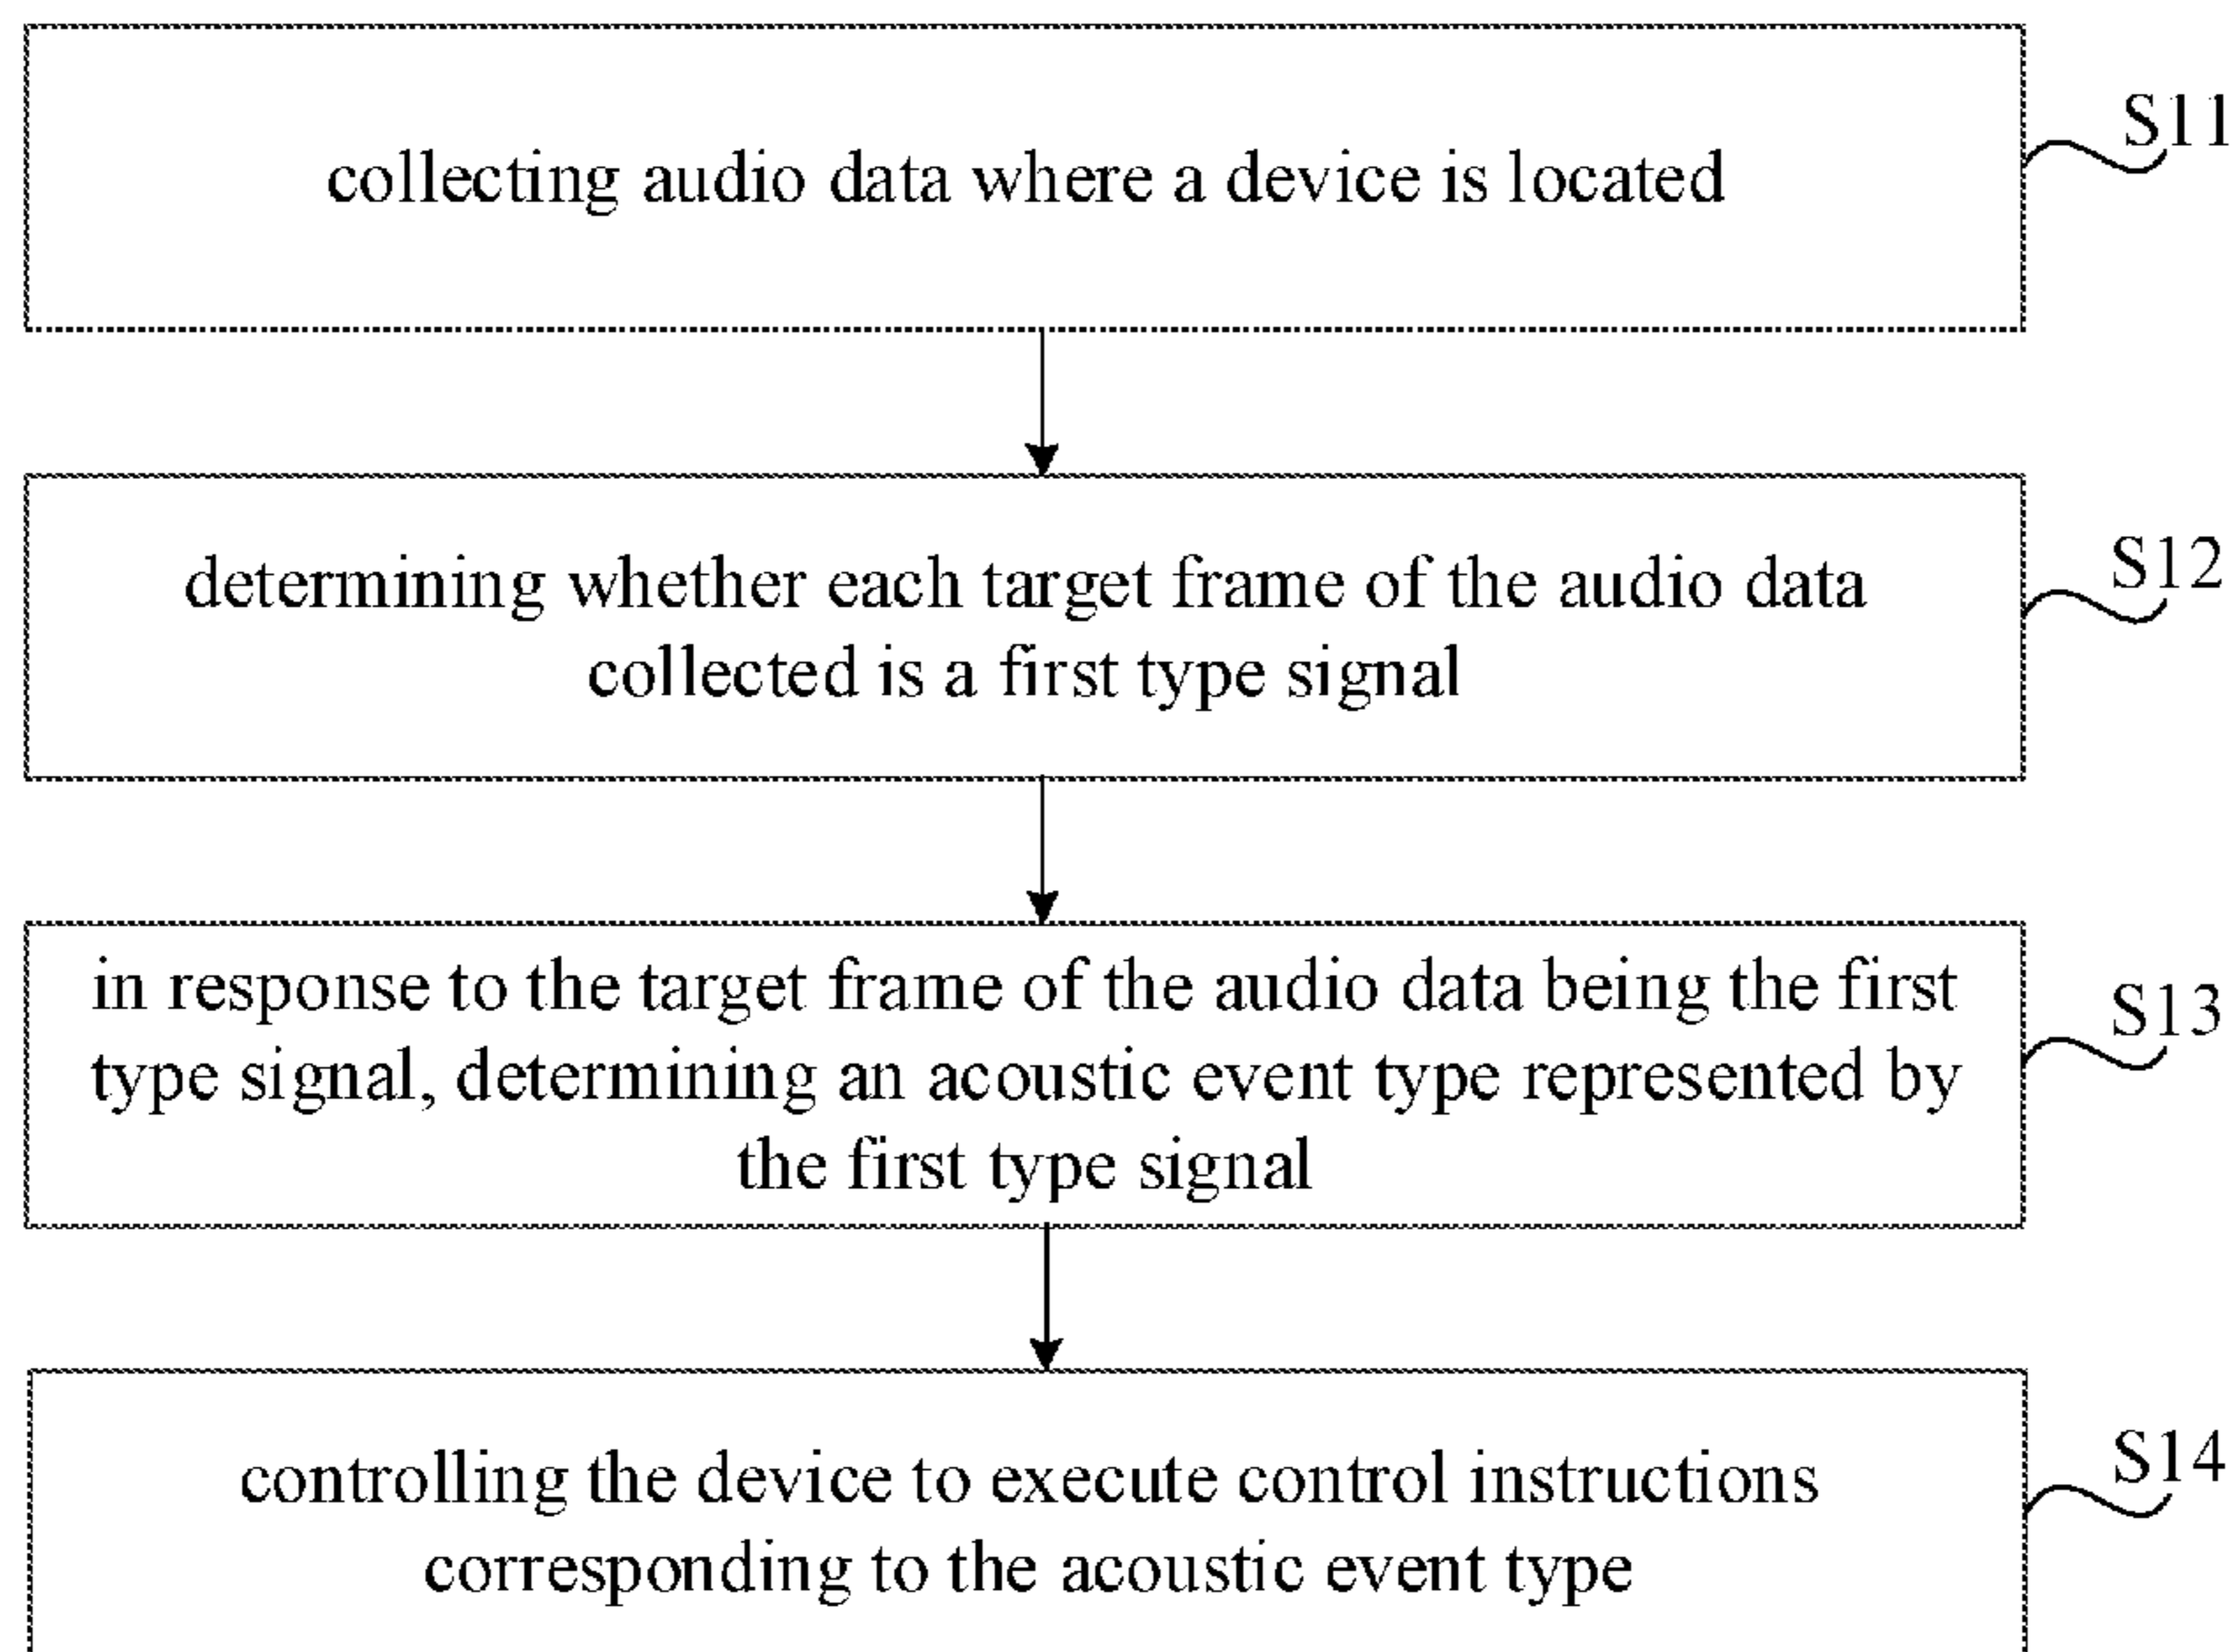 collecting audio data where a device is located
S11
determining whether each target frame of the audio data
collected is a first type signal
S12
in response to the target frame of the audio data being the first
type signal, determining an acoustic event type represented by
the first type signal
S13
controlling the device to execute control instructions
corresponding to the acoustic event type
S14